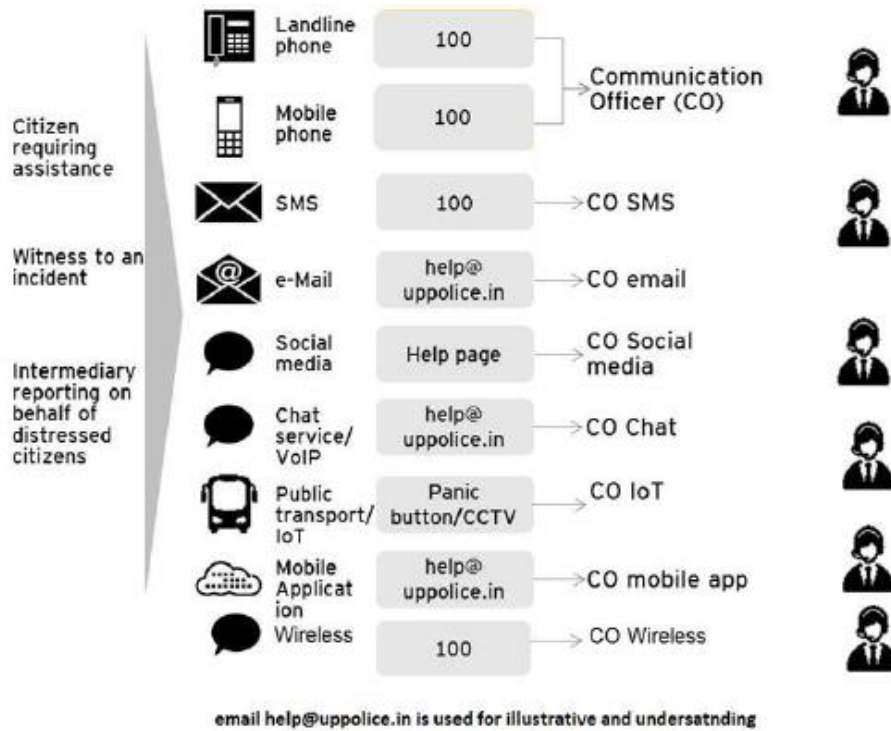 Citizen
requiring
assistance
Witness to an
incident
Intermediary
reporting on
behalf of
distressed
citizens
Landline
phone
100
Communication
Officer (CO)
Mobile
phone
100
SMS
100
CO SMS
@
e-Mail
help@
uppolice.in
CO email
Social
media
Help page
CO Social
media
Chat
service/
VoIP
help@
uppolice.in
CO Chat
Public
transport/
IoT
Panic
button/CCTV
CO IoT
Mobile
Applicat
ion
help@
uppolice.in
CO mobile app
Wireless
100
CO Wireless
email help@uppolice.in is used for illustrative and undersatnding